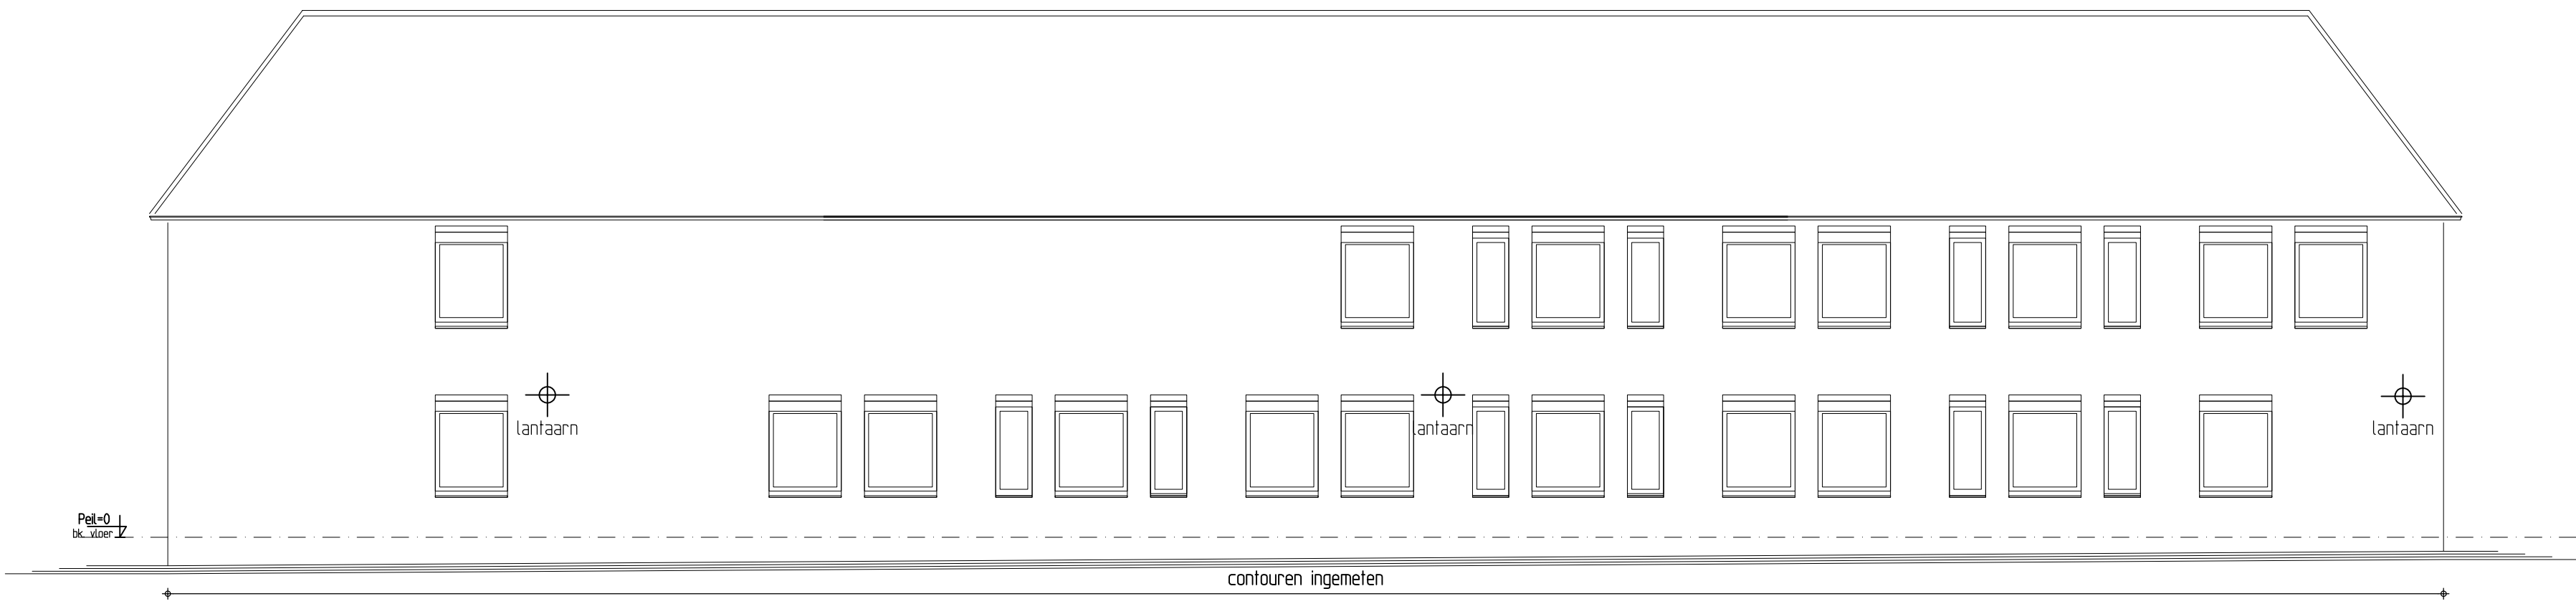 lantaarn
lantaarn
lantaarn
Peil=0
bk. vloer
contouren ingemeten